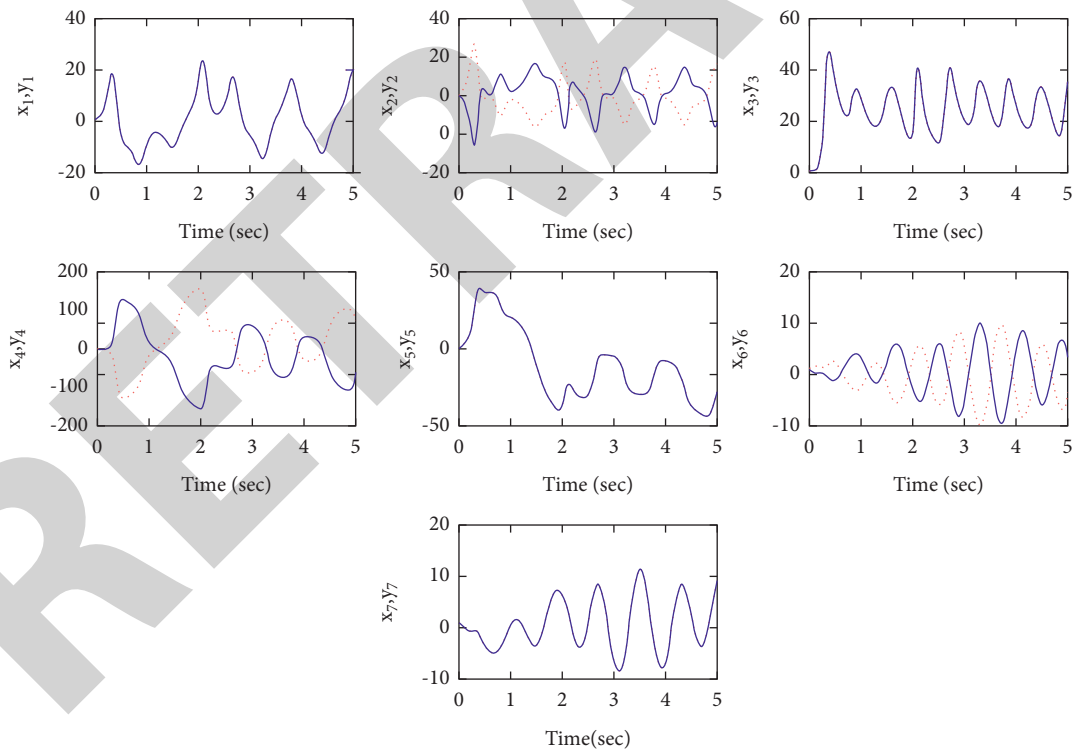 40
20
0
-20
x1,y1
0 1 2 3 4 5
Time (sec)
40
20
0
0
-20
x2,y2
0 1 2 3 4 5
Time (sec)
60
40
20
0
x3,y3
0 1 2 3 4 5
Time (sec)
200
100
0
-100
-200
x4,y4
0 1 2 3 4 5
Time (sec)
50
0
-50
x5,y5
0 1 2 3 4 5
Time (sec)
20
10
0
-10
x6,y6
0 1 2 3 4 5
Time (sec)
20
10
0
-10
x7,y7
0 1 2 3 4 5
Time(sec)
RETRA